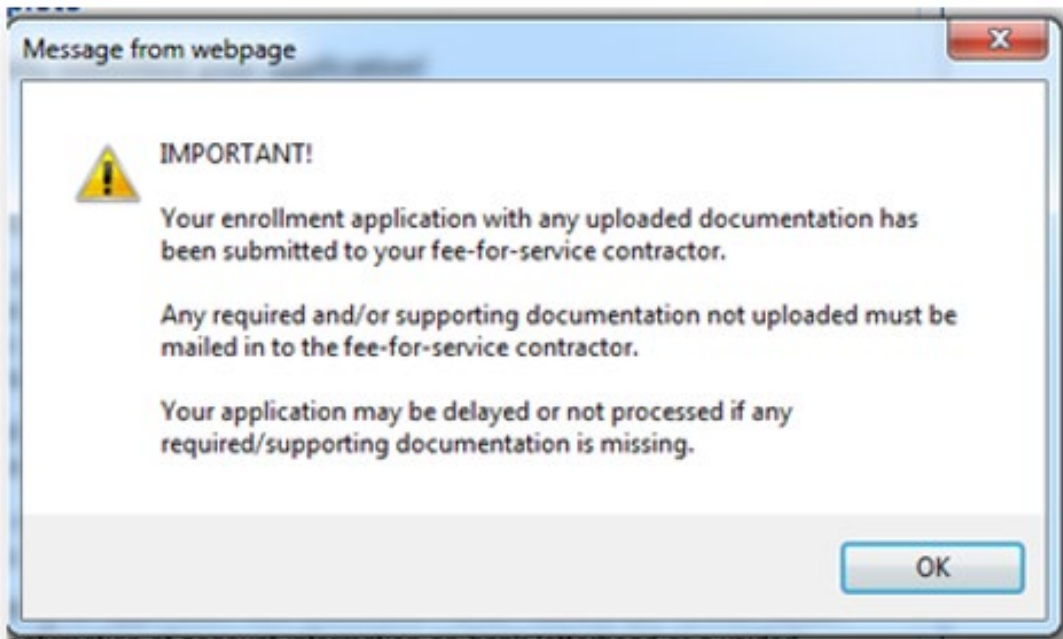 Message from webpage
IMPORTANT!
Your enrollment application with any uploaded documentation has
been submitted to your fee-for-service contractor.
Any required and/or supporting documentation not uploaded must be
mailed in to the fee-for-service contractor.
Your application may be delayed or not processed if any
required/supporting documentation is missing.
OK